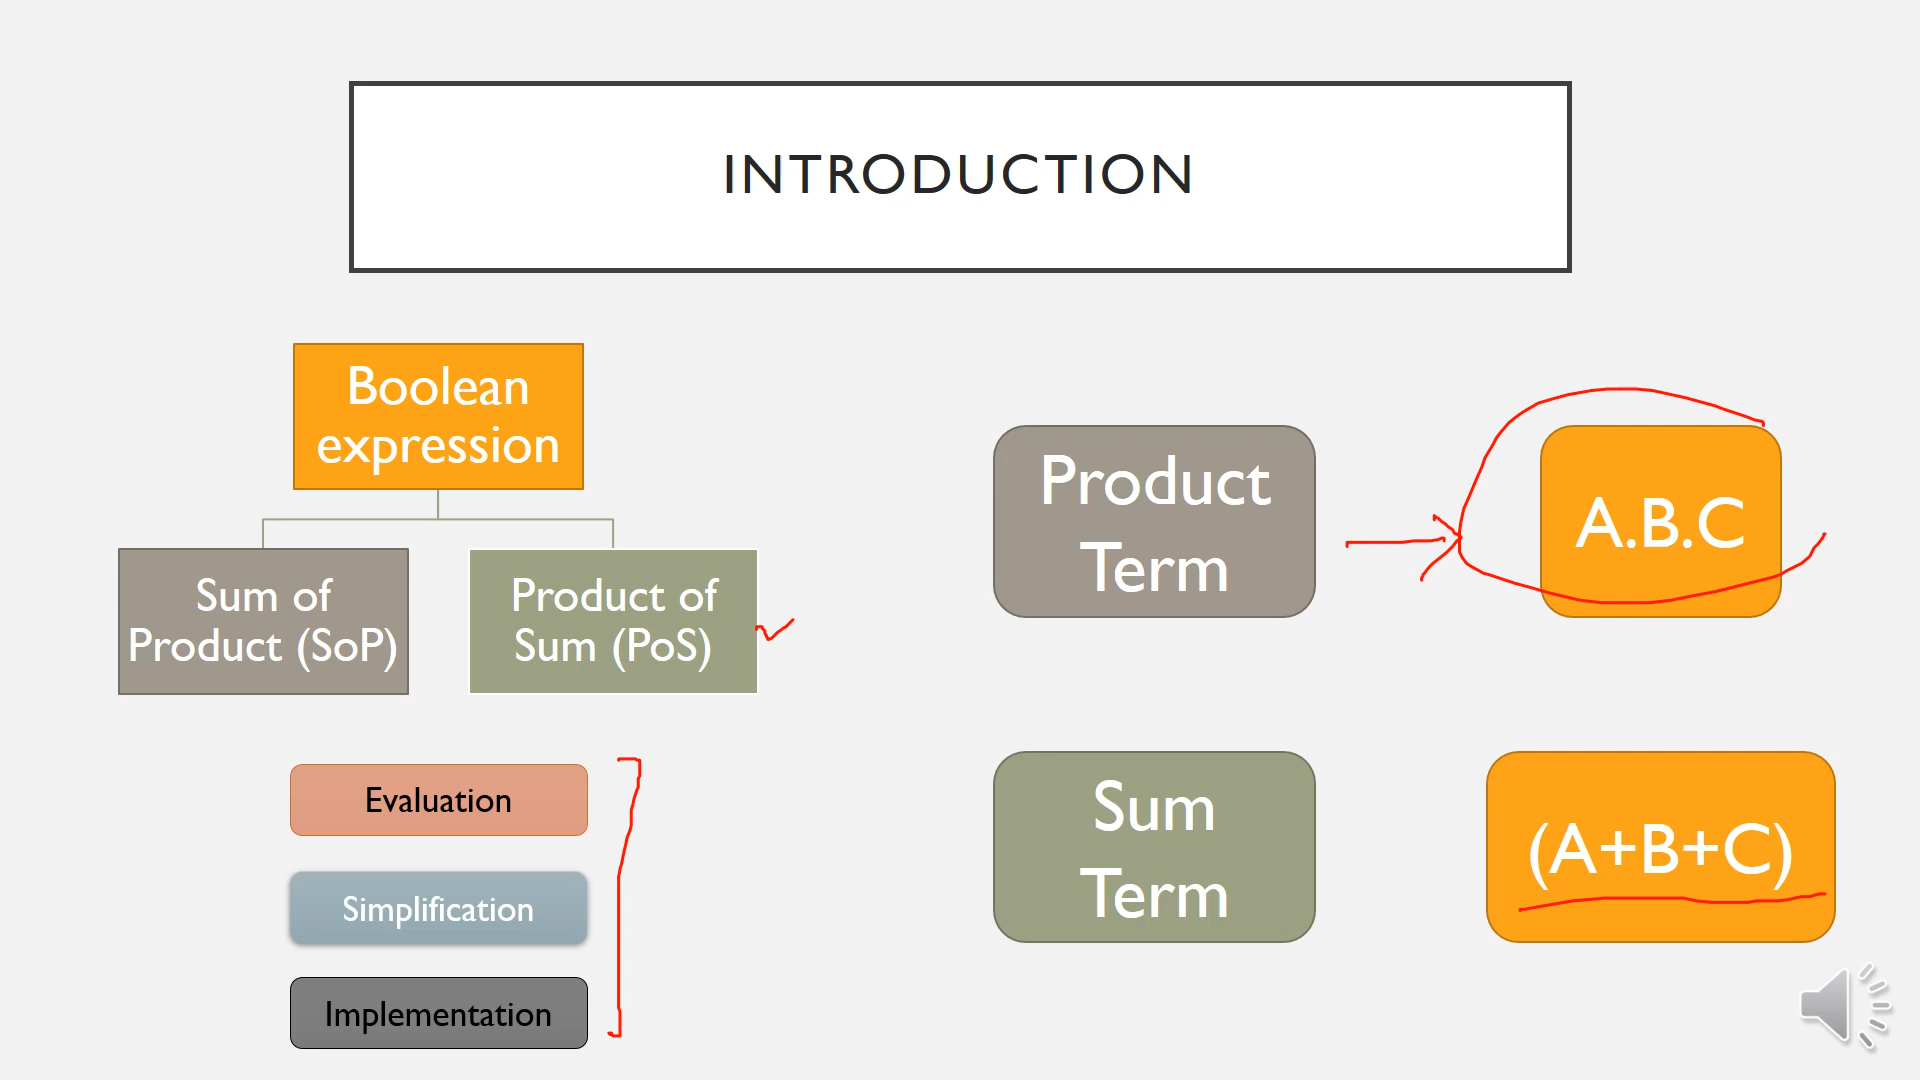 INTRODUCTION
Boolean
expression
Sum of
Product (SoP)
Product of
Sum (PoS)
Evaluation
Simplification
Implementation
Product
Term
A.B.C
Sum
Term
(A+B+C)